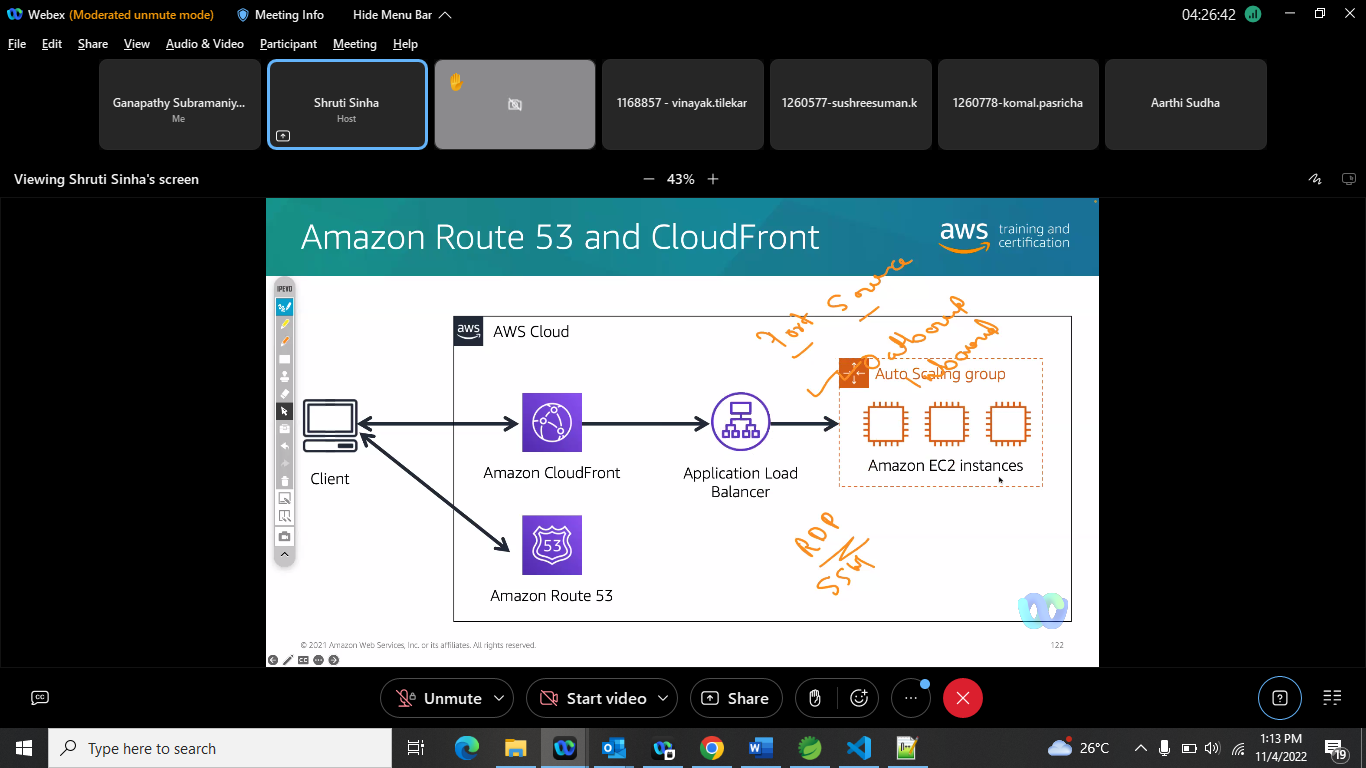 Webex (Moderated unmute mode) Meeting Info Hide Menu Bar 04:26:42
File Edit Share View Audio & Video Participant Meeting Help
Ganapathy Subramaniy...
Me
Shruti Sinha
Host
1168857 - vinayak.tilekar
1260577-sushreesuman.k
1260778-komal.pasricha
Aarthi Sudha
Viewing Shruti Sinha's screen
43%
Amazon Route 53 and CloudFront
aws training and
certification
IPEVO
aws AWS Cloud
Source
Outbound
Inbound
Auto Scaling group
Amazon EC2 instances
Client
Amazon CloudFront
Application Load
Balancer
RDP
SSH
53
Amazon Route 53
© 2021 Amazon Web Services, Inc. or its affiliates. All rights reserved.
122
CC
CC
Unmute
Start video
Share
Type here to search
26°C
1:13 PM
11/4/2022
19